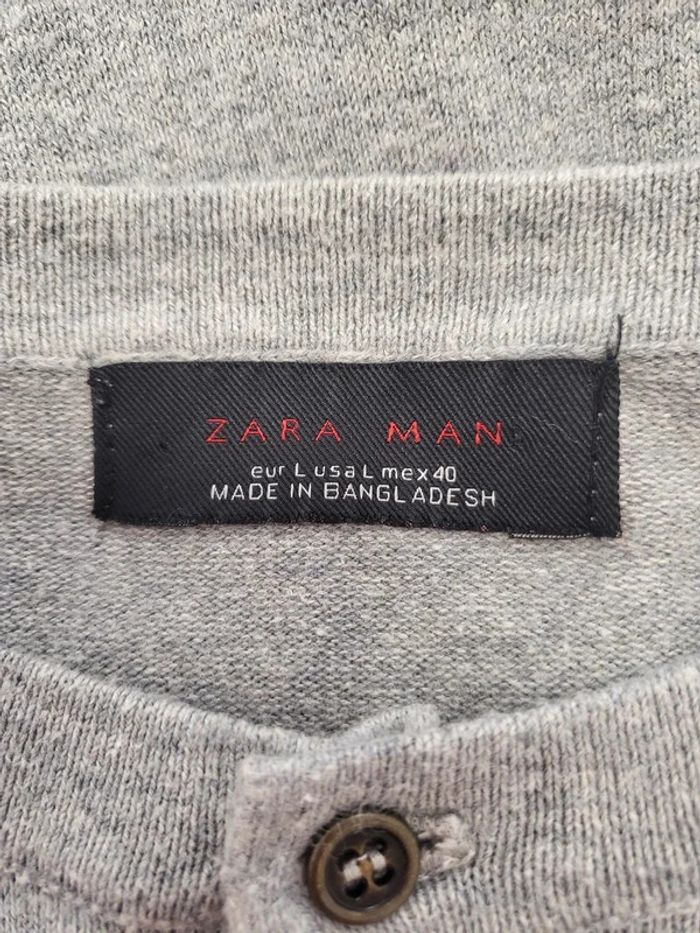 ZARA MAN
eur L usa L mex 40
MADE IN BANGLADESH